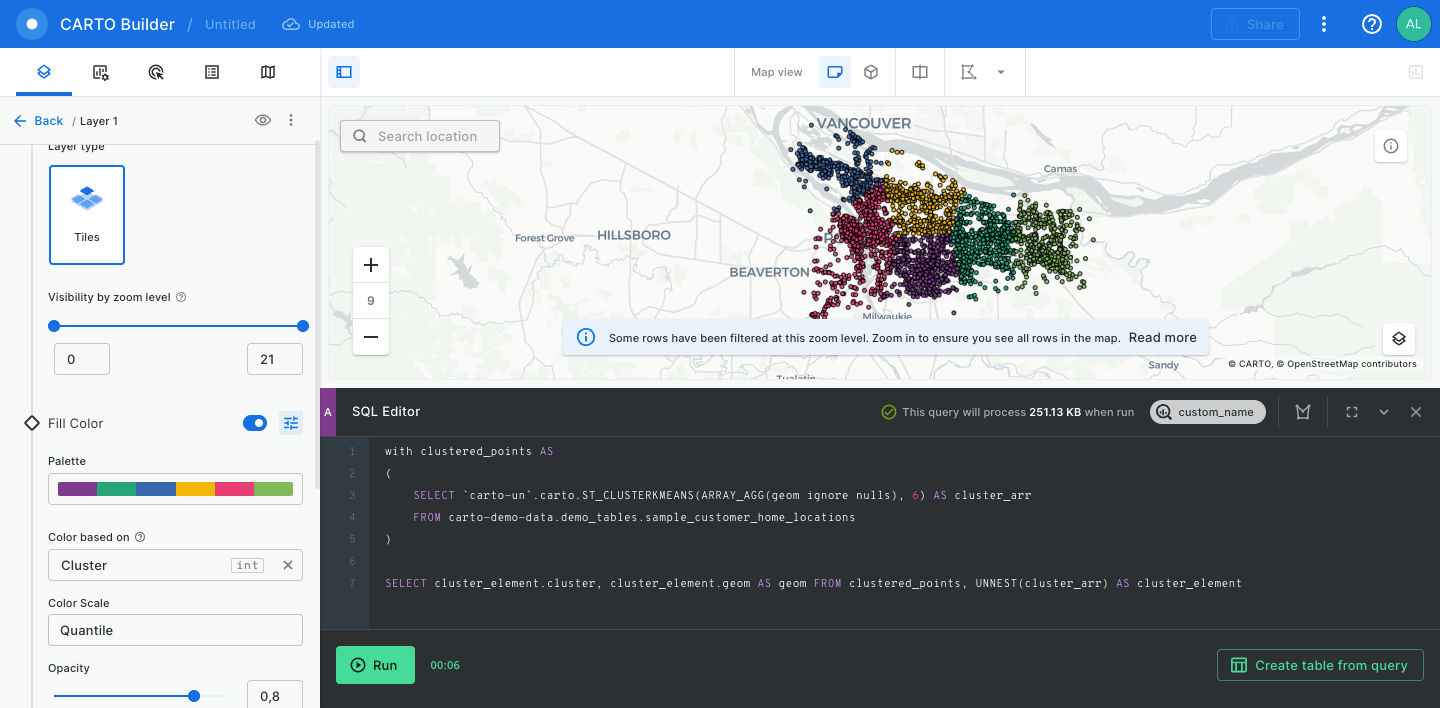 CARTO Builder / Untitled Updated
Share
AL
Map view
Back / Layer 1
Layer type
Tiles
Visibility by zoom level
0
21
Fill Color
Palette
Color based on
Cluster int
Color Scale
Quantile
Opacity
0,8
Search location
VANCOUVER
Camas
Forest Grove
HILLSBORO
BEAVERTON
Milwaukie
Tualatin
Sandy
9
Some rows have been filtered at this zoom level. Zoom in to ensure you see all rows in the map. Read more
© CARTO, © OpenStreetMap contributors
A
SQL Editor
This query will process 251.13 KB when run
custom_name
1 with clustered_points AS
2 (
3 SELECT `carto-un`.carto.ST_CLUSTERKMEANS(ARRAY_AGG(geom ignore nulls), 6) AS cluster_arr
4 FROM carto-demo-data.demo_tables.sample_customer_home_locations
5 )
6
7 SELECT cluster_element.cluster, cluster_element.geom AS geom FROM clustered_points, UNNEST(cluster_arr) AS cluster_element
Run
00:06
Create table from query